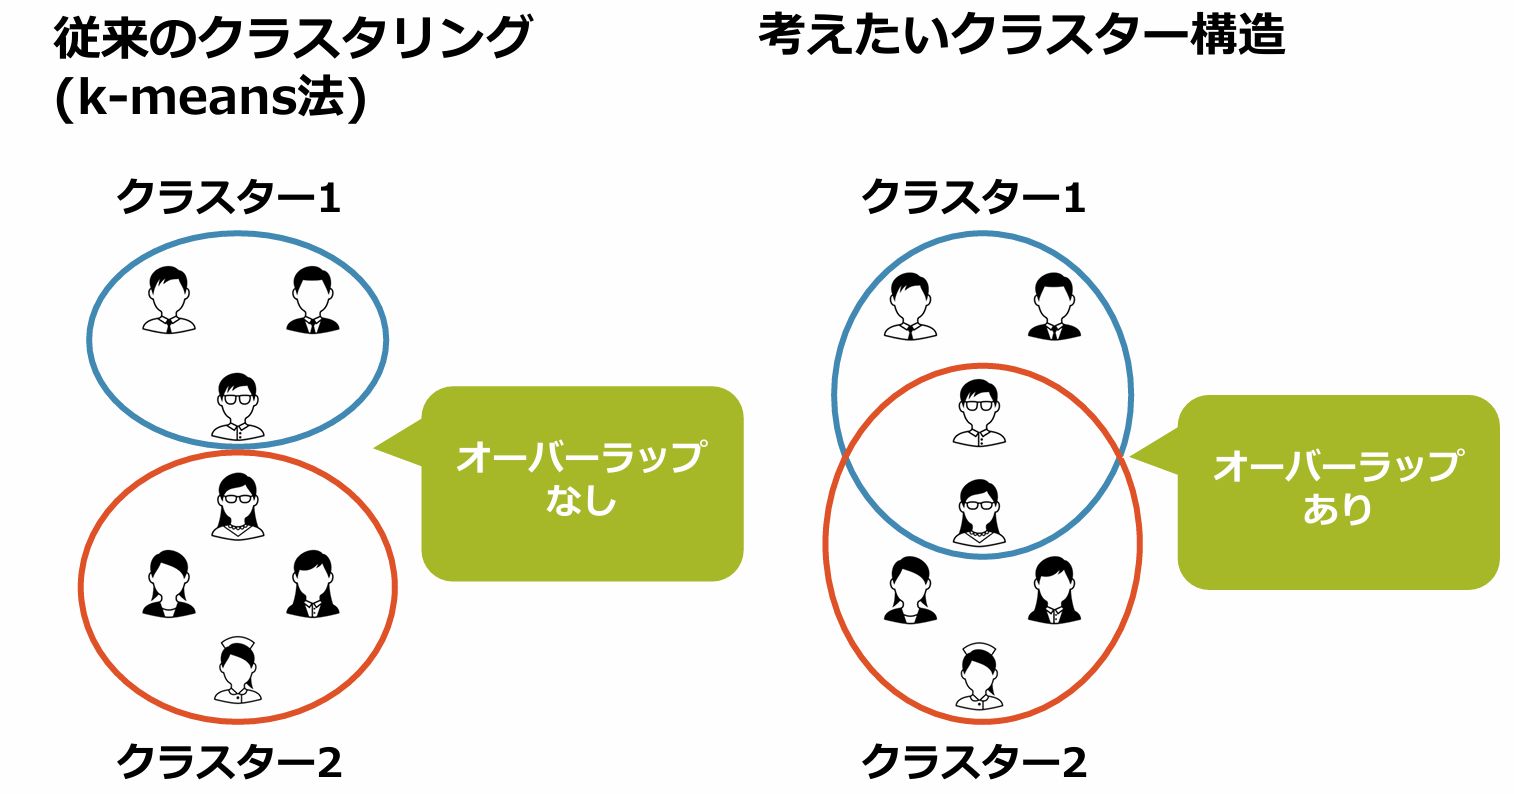 従来のクラスタリング
(k-means法)
クラスター1
オーバーラップ
なし
クラスター2
考えたいクラスター構造
クラスター1
オーバーラップ
あり
クラスター2